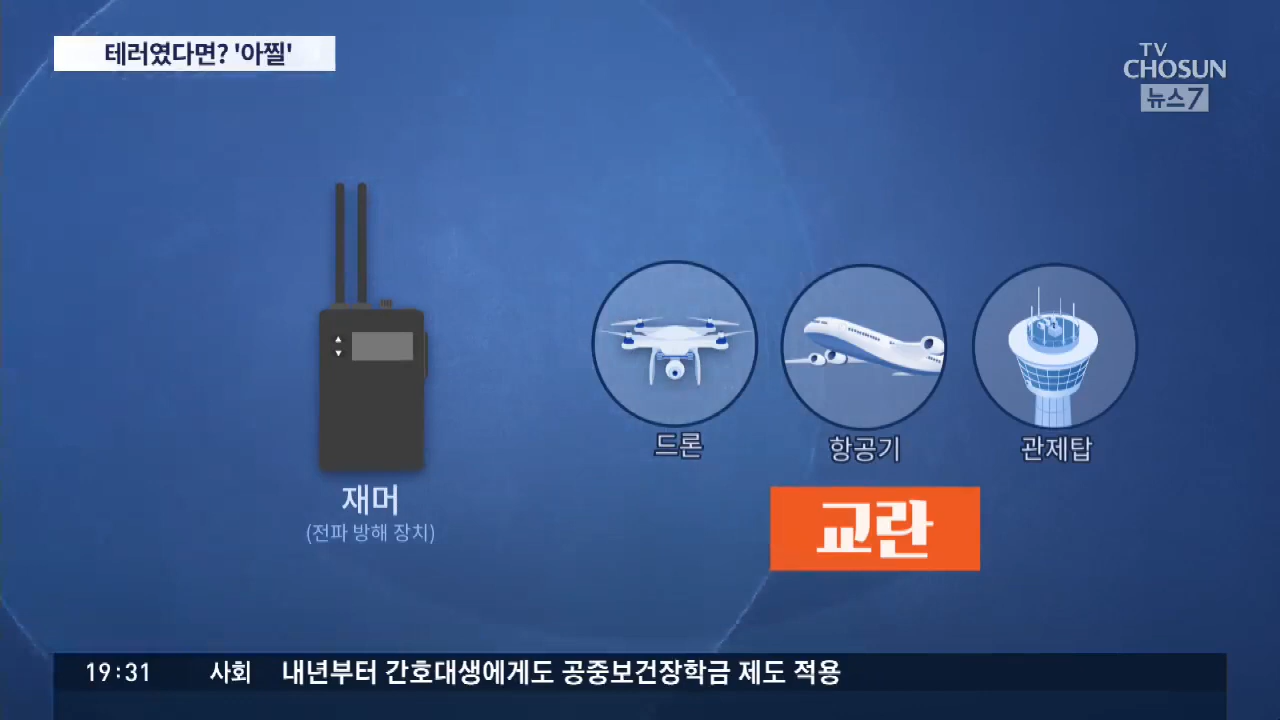 테러였다면? '아찔'
TV
CHOSUN
뉴스7
재머
(전파 방해 장치)
드론
항공기
관제탑
교란
19:31 사회 내년부터 간호대생에게도 공중보건장학금 제도 적용